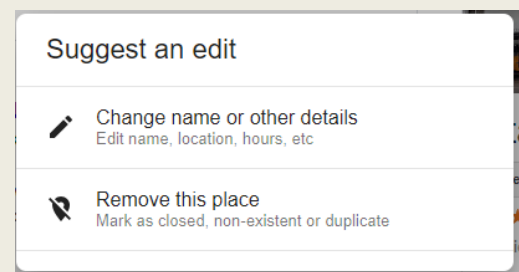 Suggest an edit
Change name or other details
Edit name, location, hours, etc
Remove this place
Mark as closed, non-existent or duplicate